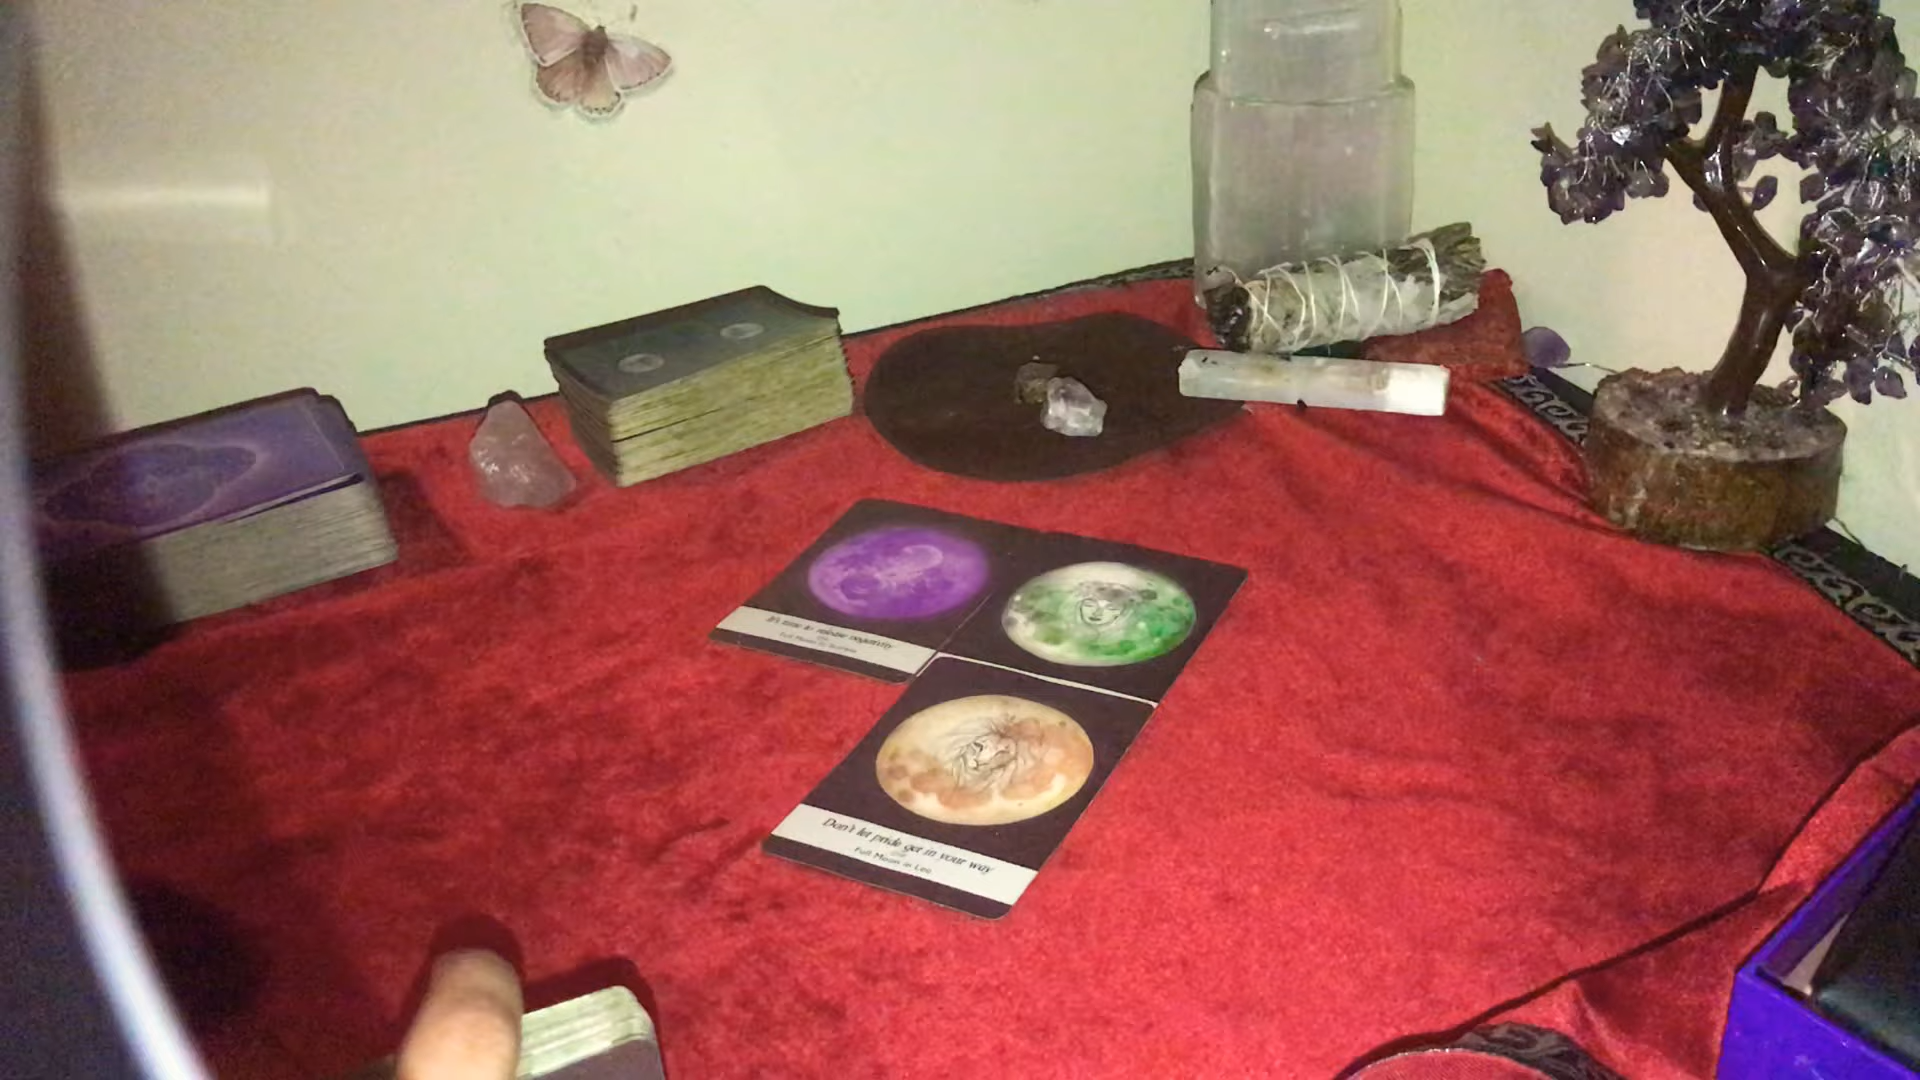 It's time to release negativity
Full Moon in Scorpio
Don't let pride get in your way
Full Moon in Leo